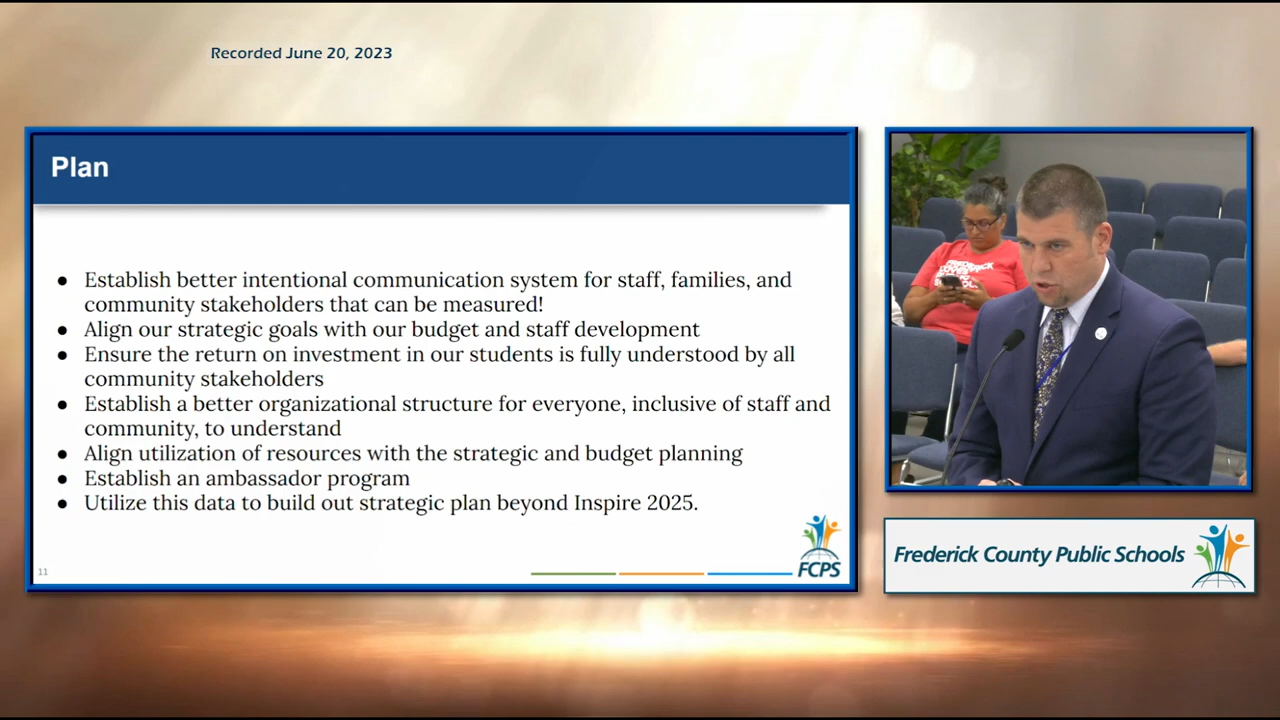 Recorded June 20, 2023
Plan
● Establish better intentional communication system for staff, families, and
community stakeholders that can be measured!
● Align our strategic goals with our budget and staff development
● Ensure the return on investment in our students is fully understood by all
community stakeholders
● Establish a better organizational structure for everyone, inclusive of staff and
community, to understand
● Align utilization of resources with the strategic and budget planning
● Establish an ambassador program
● Utilize this data to build out strategic plan beyond Inspire 2025.
11
FCPS
FREDERICK
Frederick County Public Schools